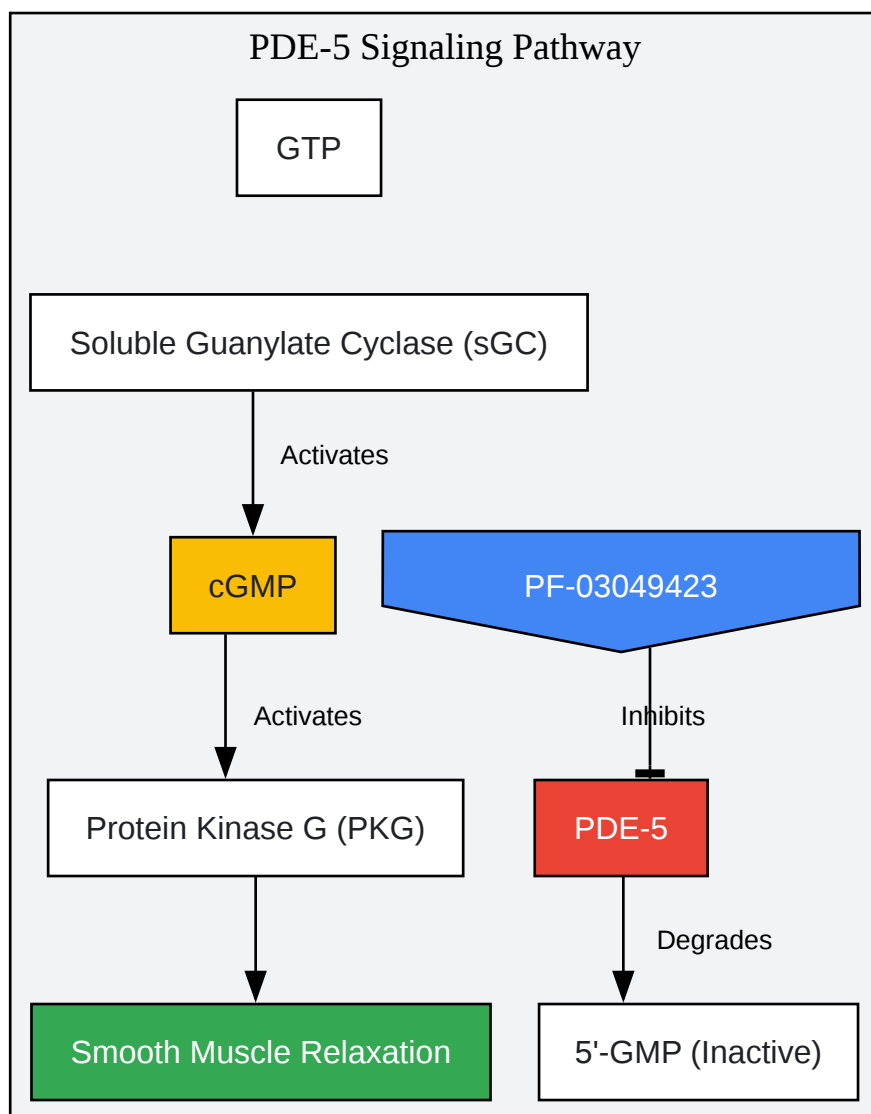 PDE-5 Signaling Pathway
GTP
Soluble Guanylate Cyclase (sGC)
Activates
cGMP
PF-03049423
Activates
Inhibits
Protein Kinase G (PKG)
PDE-5
Degrades
Smooth Muscle Relaxation
5'-GMP (Inactive)